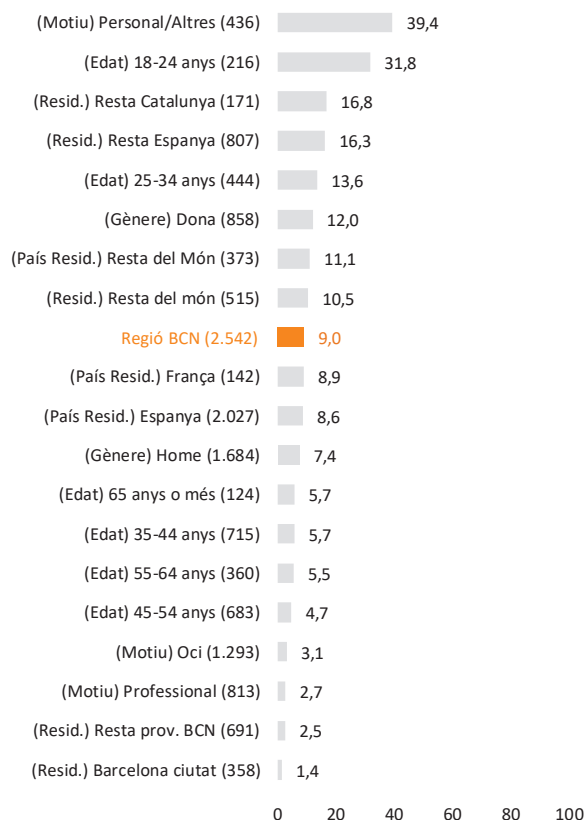 (Motiu) Personal/Altres (436) 39,4
(Edat) 18-24 anys (216) 31,8
(Resid.) Resta Catalunya (171) 16,8
(Resid.) Resta Espanya (807) 16,3
(Edat) 25-34 anys (444) 13,6
(Gènere) Dona (858) 12,0
(País Resid.) Resta del Món (373) 11,1
(Resid.) Resta del món (515) 10,5
Regió BCN (2.542) 9,0
(País Resid.) França (142) 8,9
(País Resid.) Espanya (2.027) 8,6
(Gènere) Home (1.684) 7,4
(Edat) 65 anys o més (124) 5,7
(Edat) 35-44 anys (715) 5,7
(Edat) 55-64 anys (360) 5,5
(Edat) 45-54 anys (683) 4,7
(Motiu) Oci (1.293) 3,1
(Motiu) Professional (813) 2,7
(Resid.) Resta prov. BCN (691) 2,5
(Resid.) Barcelona ciutat (358) 1,4
0 20 40 60 80 100